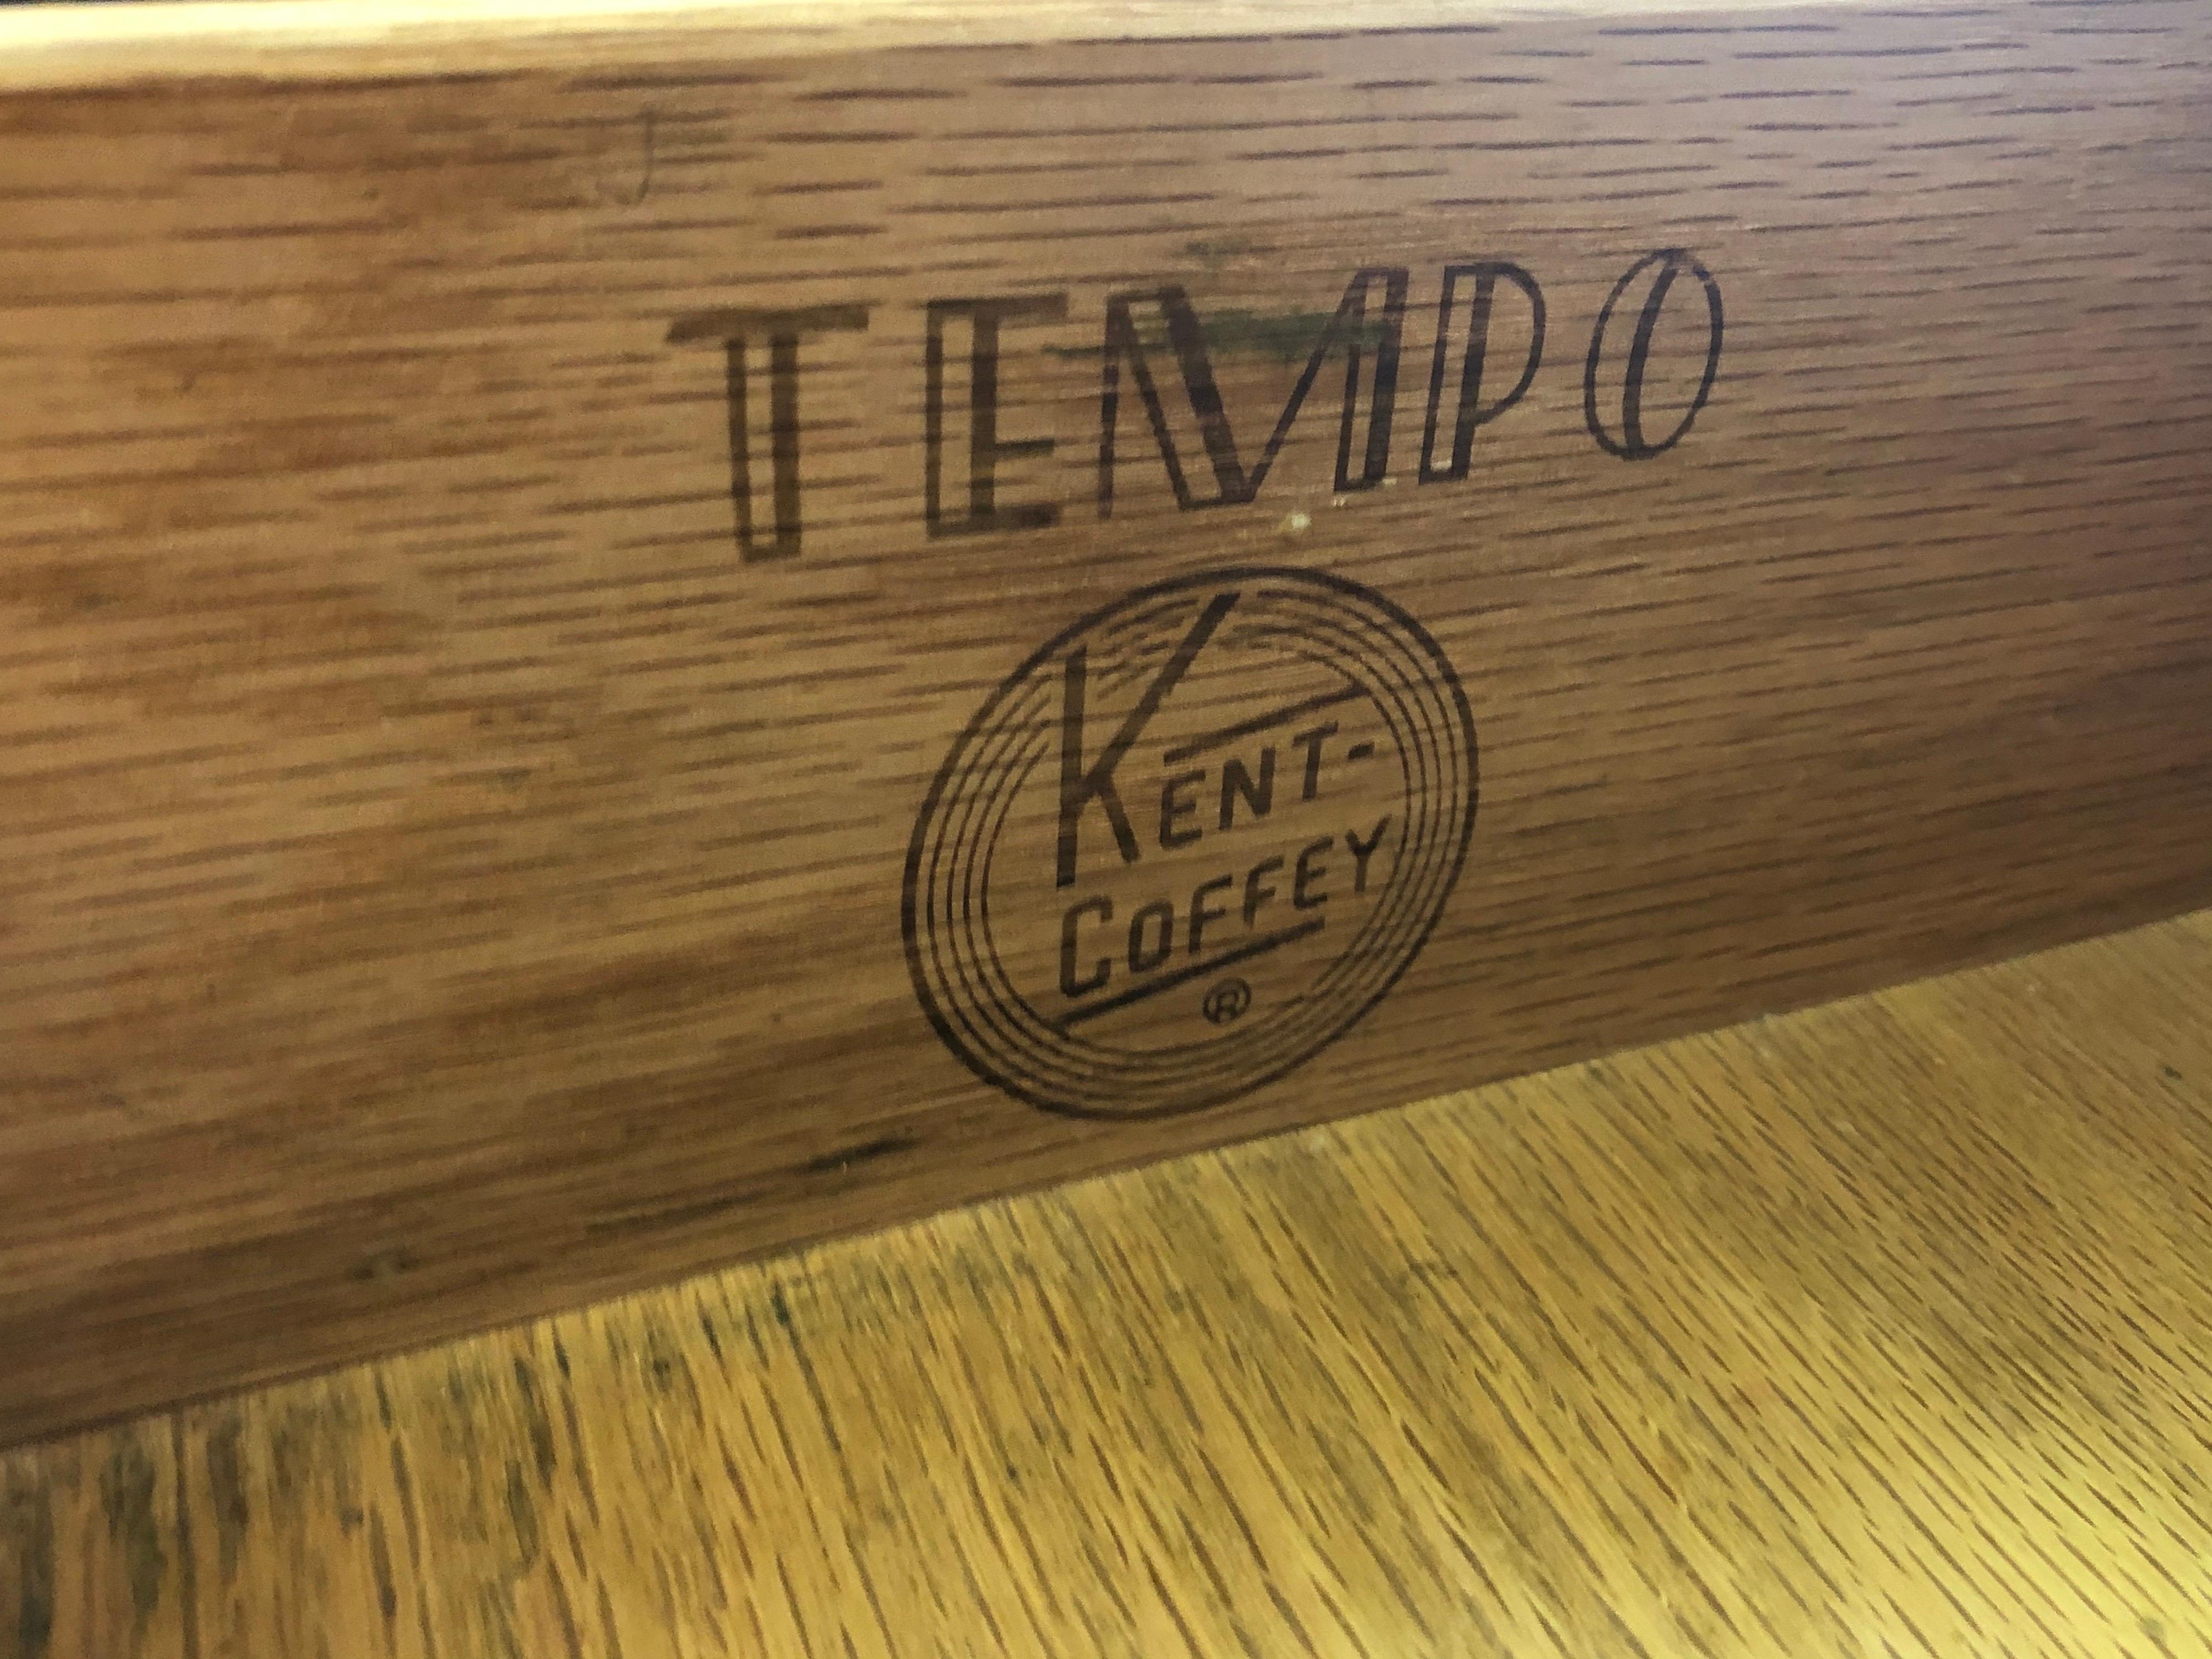 TEMPO
KENT-
COFFEY
®